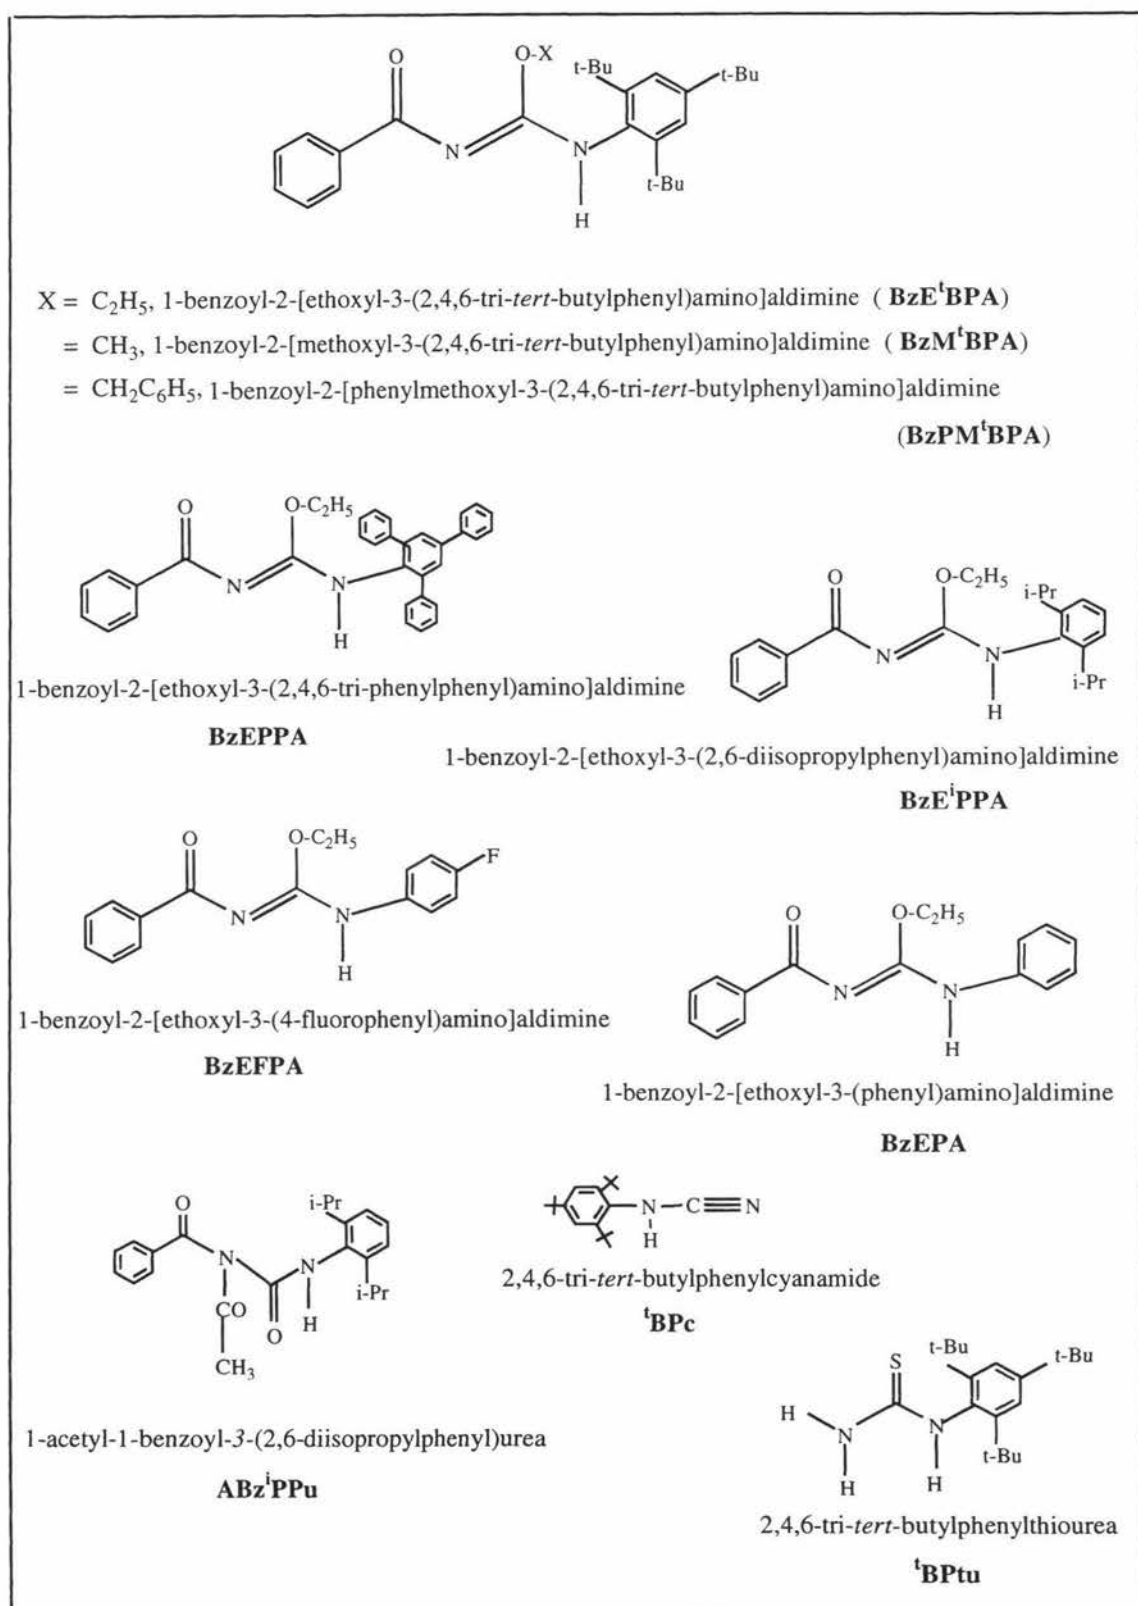 O
O-X
t-Bu
t-Bu
N
N
t-Bu
H
X = C₂H₅, 1-benzoyl-2-[ethoxyl-3-(2,4,6-tri-tert-butylphenyl)amino]aldimine ( BzEᵗBPA)
= CH₃, 1-benzoyl-2-[methoxyl-3-(2,4,6-tri-tert-butylphenyl)amino]aldimine ( BzMᵗBPA)
= CH₂C₆H₅, 1-benzoyl-2-[phenylmethoxyl-3-(2,4,6-tri-tert-butylphenyl)amino]aldimine
(BzPMᵗBPA)
O
O-C₂H₅
N
N
H
1-benzoyl-2-[ethoxyl-3-(2,4,6-tri-phenylphenyl)amino]aldimine
BzEPPA
O
O-C₂H₅
i-Pr
N
N
i-Pr
H
1-benzoyl-2-[ethoxyl-3-(2,6-diisopropylphenyl)amino]aldimine
BzEⁱPPA
O
O-C₂H₅
F
N
N
H
1-benzoyl-2-[ethoxyl-3-(4-fluorophenyl)amino]aldimine
BzEFPA
O
O-C₂H₅
N
N
H
1-benzoyl-2-[ethoxyl-3-(phenyl)amino]aldimine
BzEPA
O
i-Pr
N
N
i-Pr
CO
O
H
CH₃
1-acetyl-1-benzoyl-3-(2,6-diisopropylphenyl)urea
ABzⁱPPu
N
C
N
H
2,4,6-tri-tert-butylphenylcyanamide
ᵗBPc
S
t-Bu
t-Bu
H
N
N
t-Bu
H
H
2,4,6-tri-tert-butylphenylthiourea
ᵗBPtu